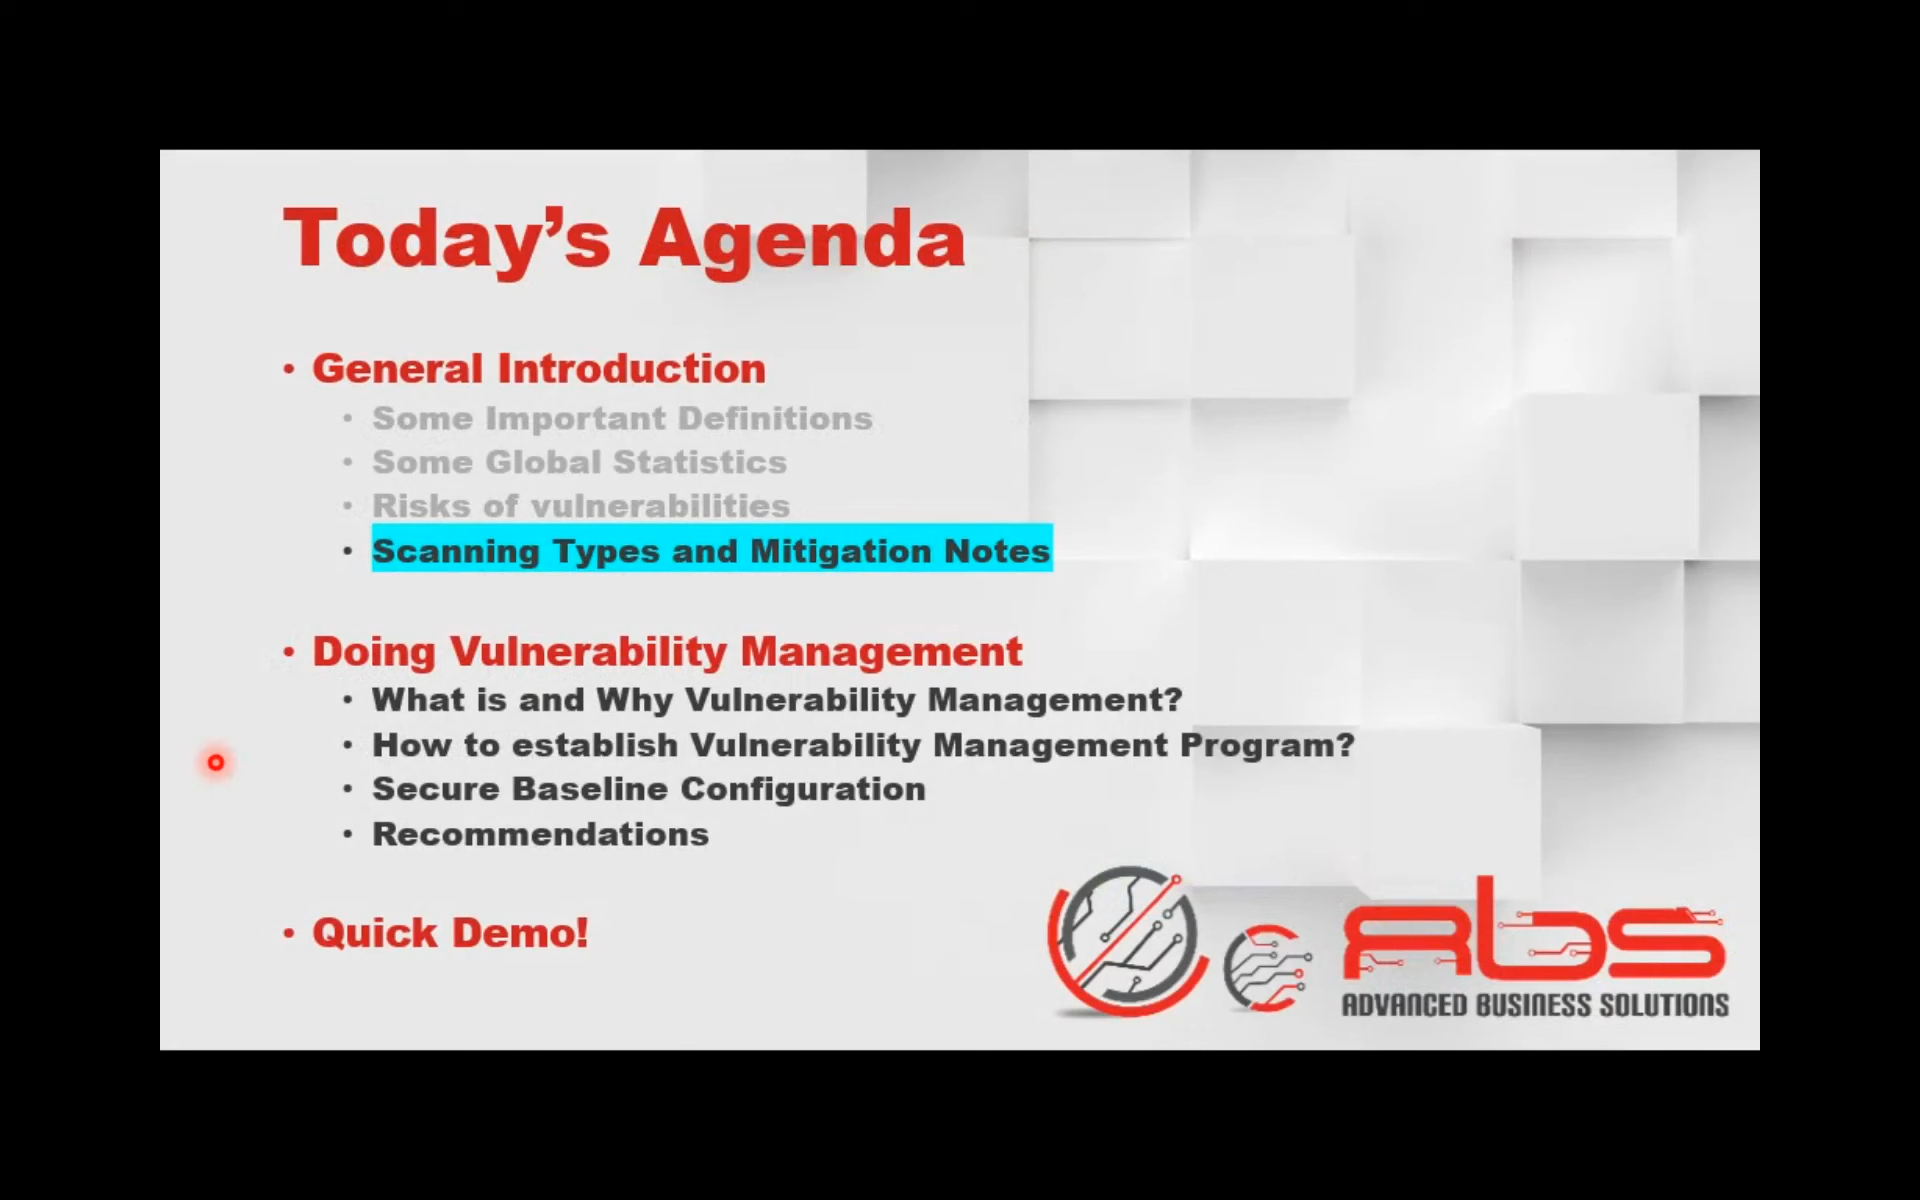 Today’s Agenda
• General Introduction
• Some Important Definitions
• Some Global Statistics
• Risks of vulnerabilities
• Scanning Types and Mitigation Notes
• Doing Vulnerability Management
• What is and Why Vulnerability Management?
• How to establish Vulnerability Management Program?
• Secure Baseline Configuration
• Recommendations
• Quick Demo!
Abs
ADVANCED BUSINESS SOLUTIONS